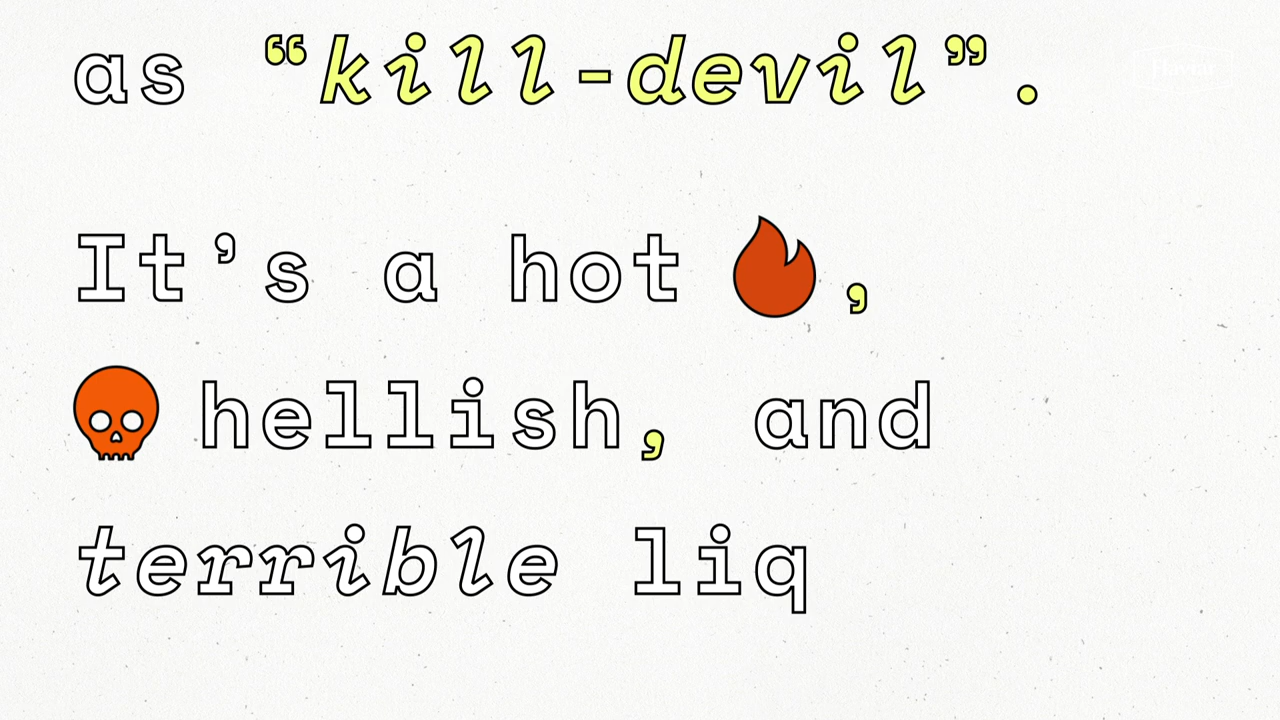 as “kill-devil”.
It’s a hot 🔥,
💀 hellish, and
terrible liq